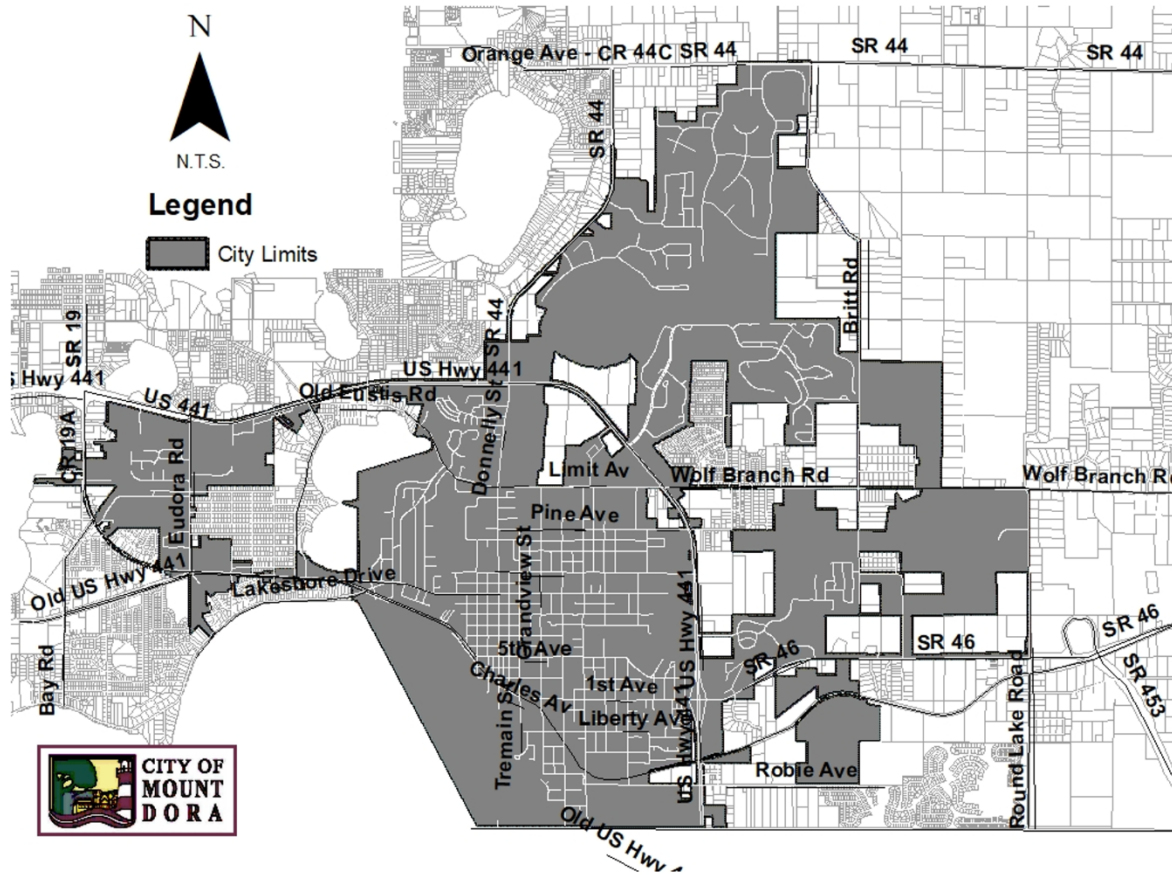 N
N.T.S.
Legend
City Limits
Orange Ave - CR 44C SR 44
SR 44
SR 44
SR 44
SR 44
SR 19
s Hwy 441
US 441
Old Eustis Rd
US Hwy 441
Britt Rd
CR 19A
Eudora Rd
Donnelly St
Limit Av
Wolf Branch Rd
Wolf Branch Rd
Pine Ave
Grandview St
Old US Hwy 441
Lakeshore Drive
US Hwy 441
5th Ave
SR 46
SR 46
SR 46
SR 453
Bay Rd
Charles Av
1st Ave
Tremain St
Liberty Ave
US Hwy 441
Robie Ave
Round Lake Road
Old US Hwy 4
CITY OF
MOUNT
DORA